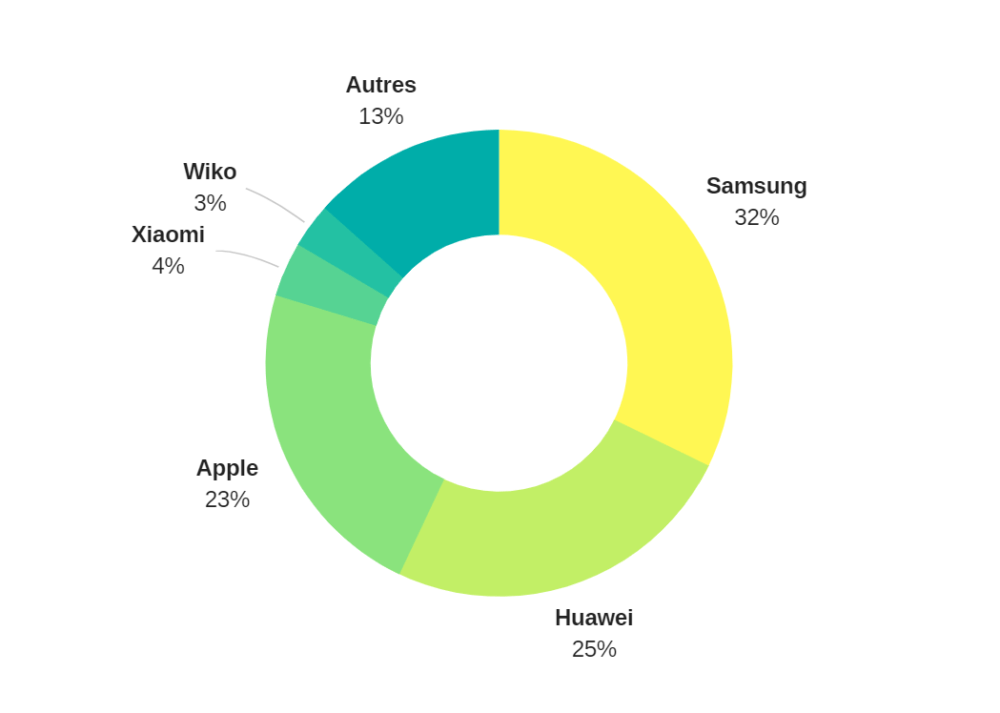 Autres
13%
Wiko
3%
Samsung
32%
Xiaomi
4%
Apple
23%
Huawei
25%